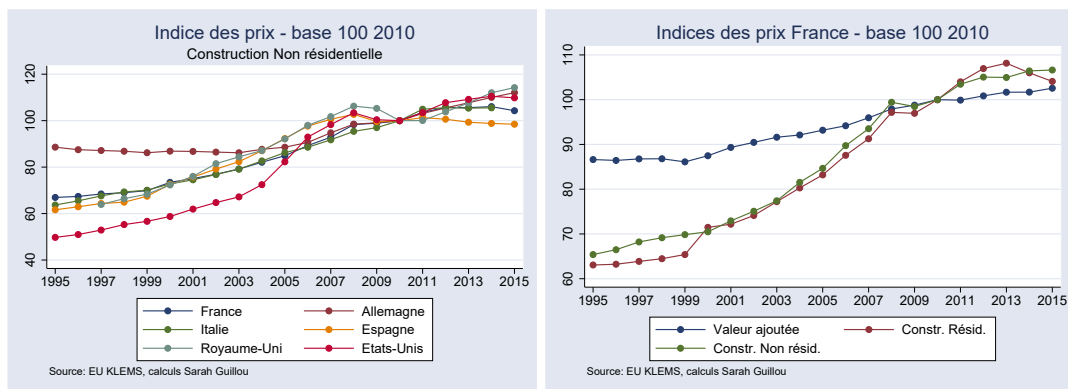 Indice des prix - base 100 2010
Construction Non résidentielle
120
100
80
60
40
1995 1997 1999 2001 2003 2005 2007 2009 2011 2013 2015
France Allemagne
Italie Espagne
Royaume-Uni Etats-Unis
Source: EU KLEMS, calculs Sarah Guillou
Indices des prix France - base 100 2010
110
100
90
80
70
60
1995 1997 1999 2001 2003 2005 2007 2009 2011 2013 2015
Valeur ajoutée Constr. Résid.
Constr. Non résid.
Source: EU KLEMS, calculs Sarah Guillou